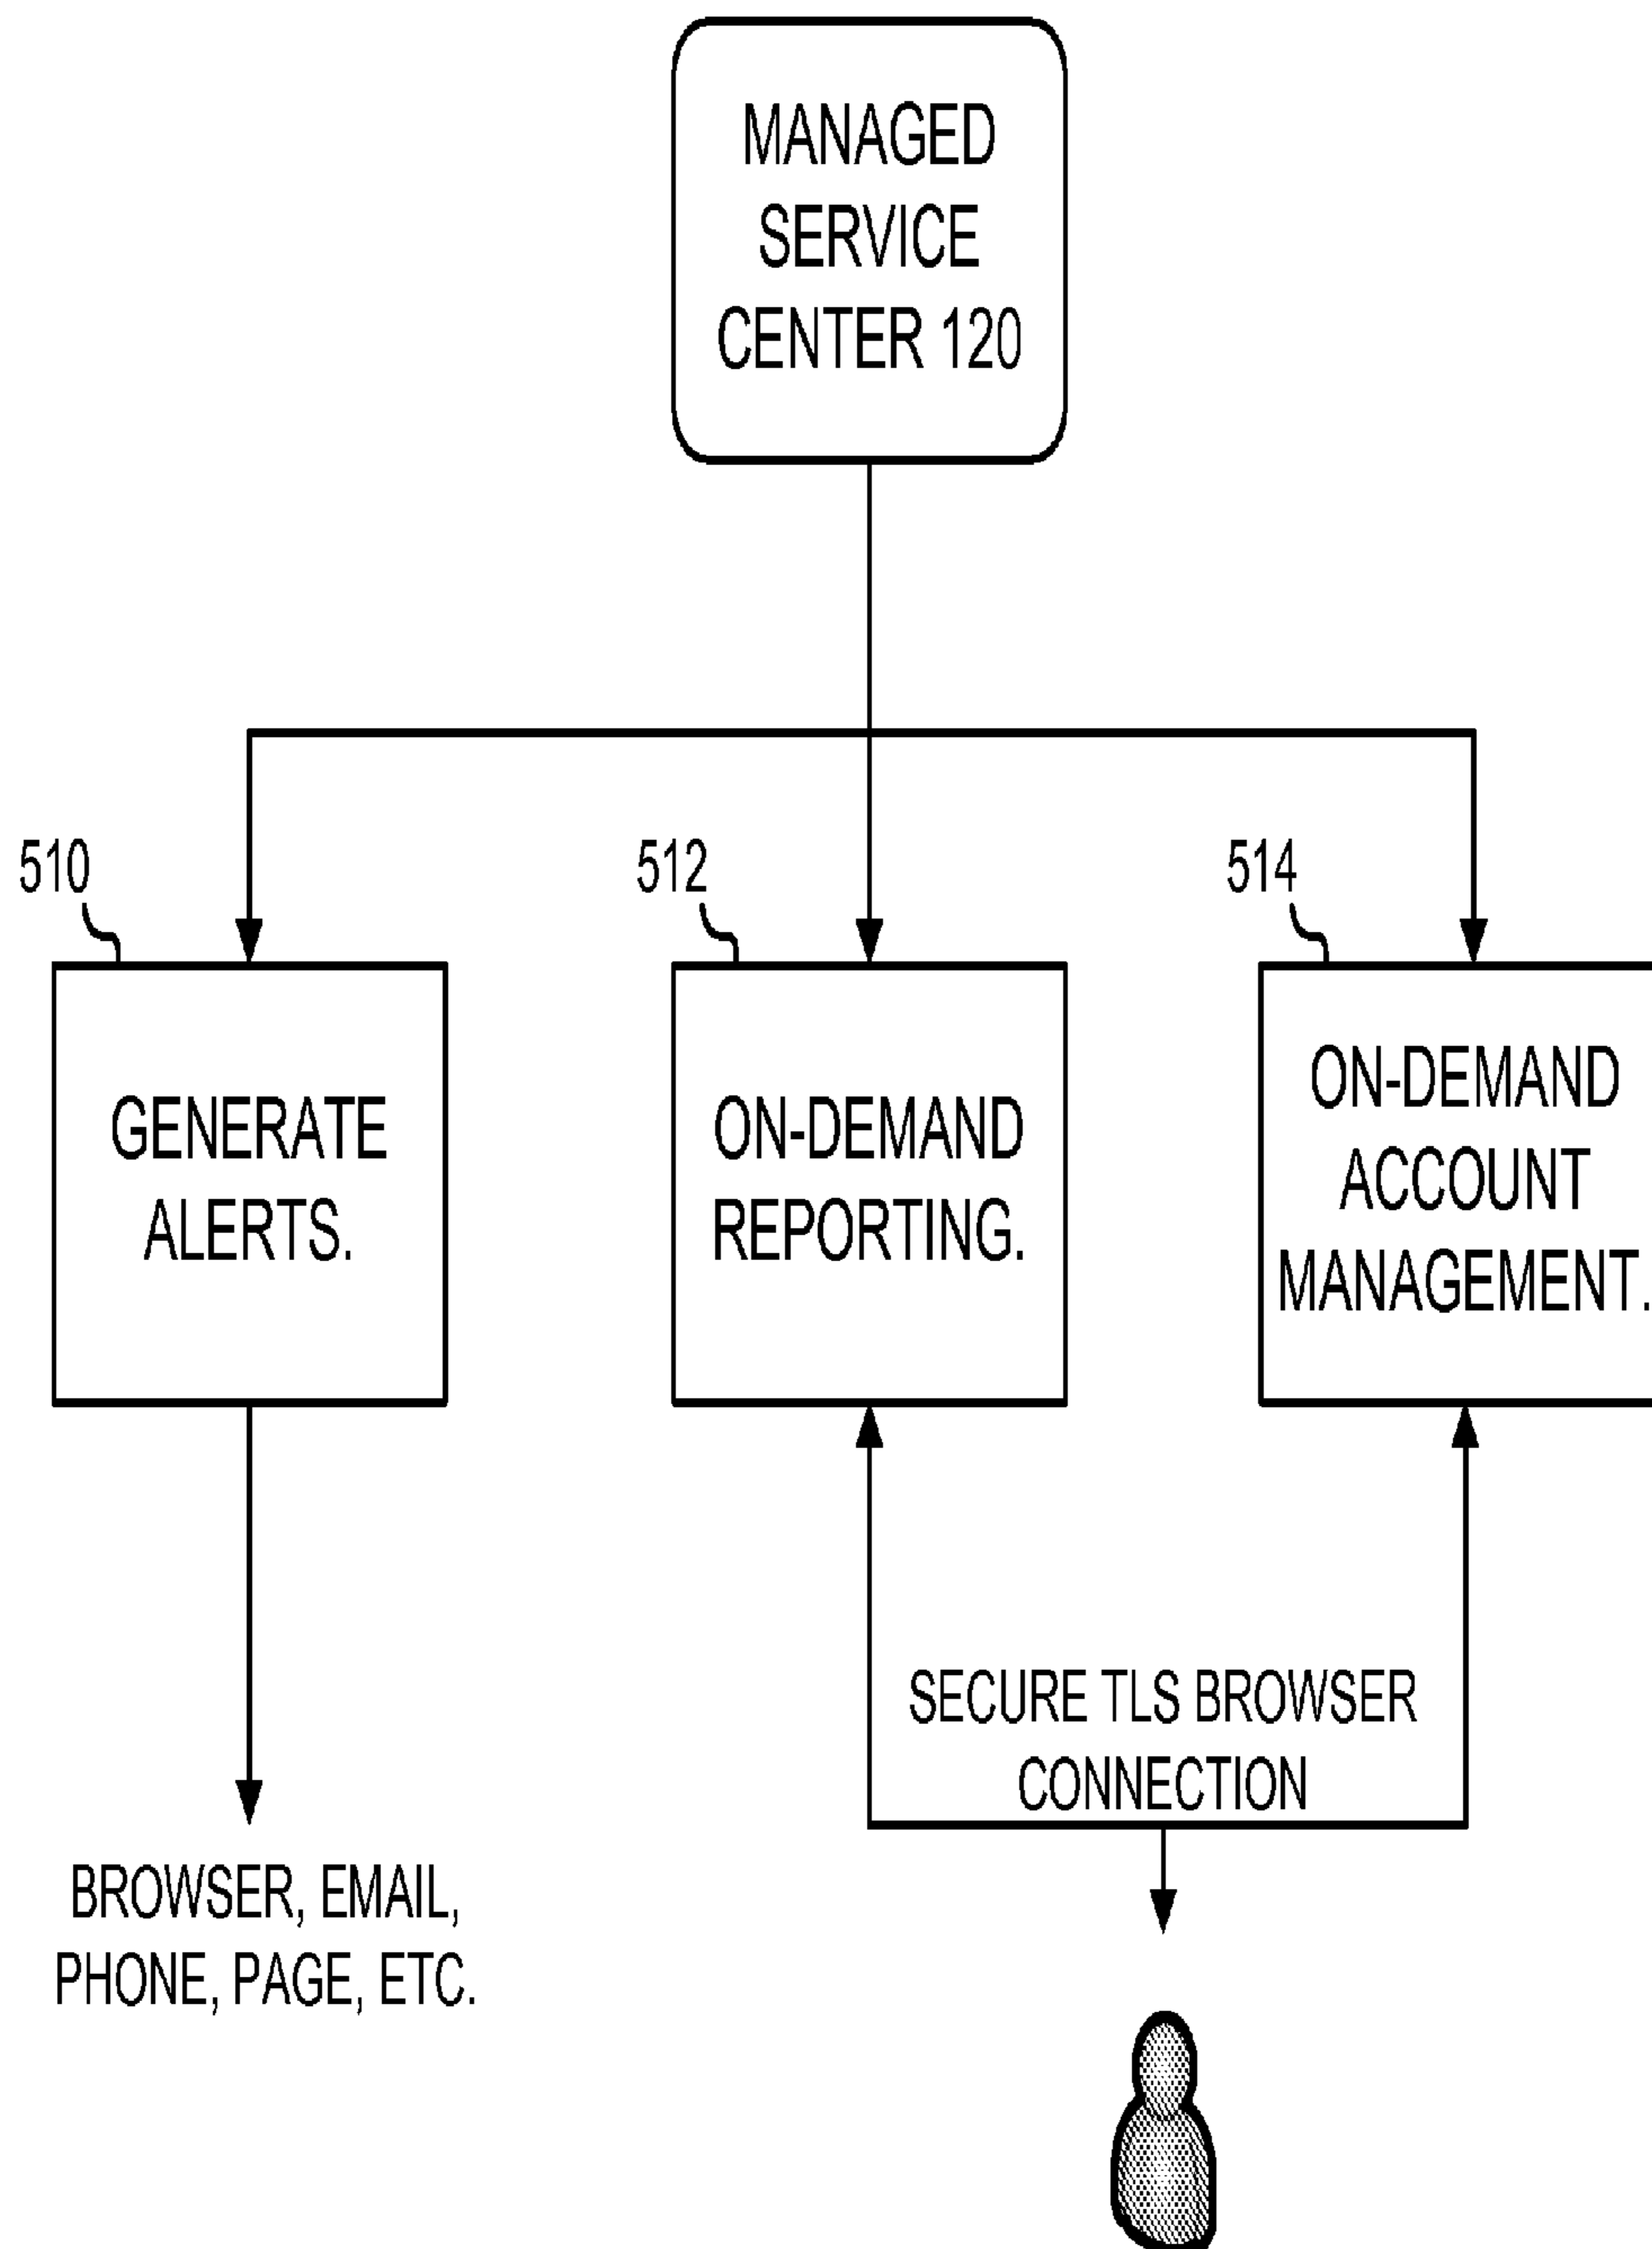 MANAGED
SERVICE
CENTER 120
510
512
514
GENERATE
ALERTS.
ON-DEMAND
REPORTING.
ON-DEMAND
ACCOUNT
MANAGEMENT.
SECURE TLS BROWSER
CONNECTION
BROWSER, EMAIL,
PHONE, PAGE, ETC.